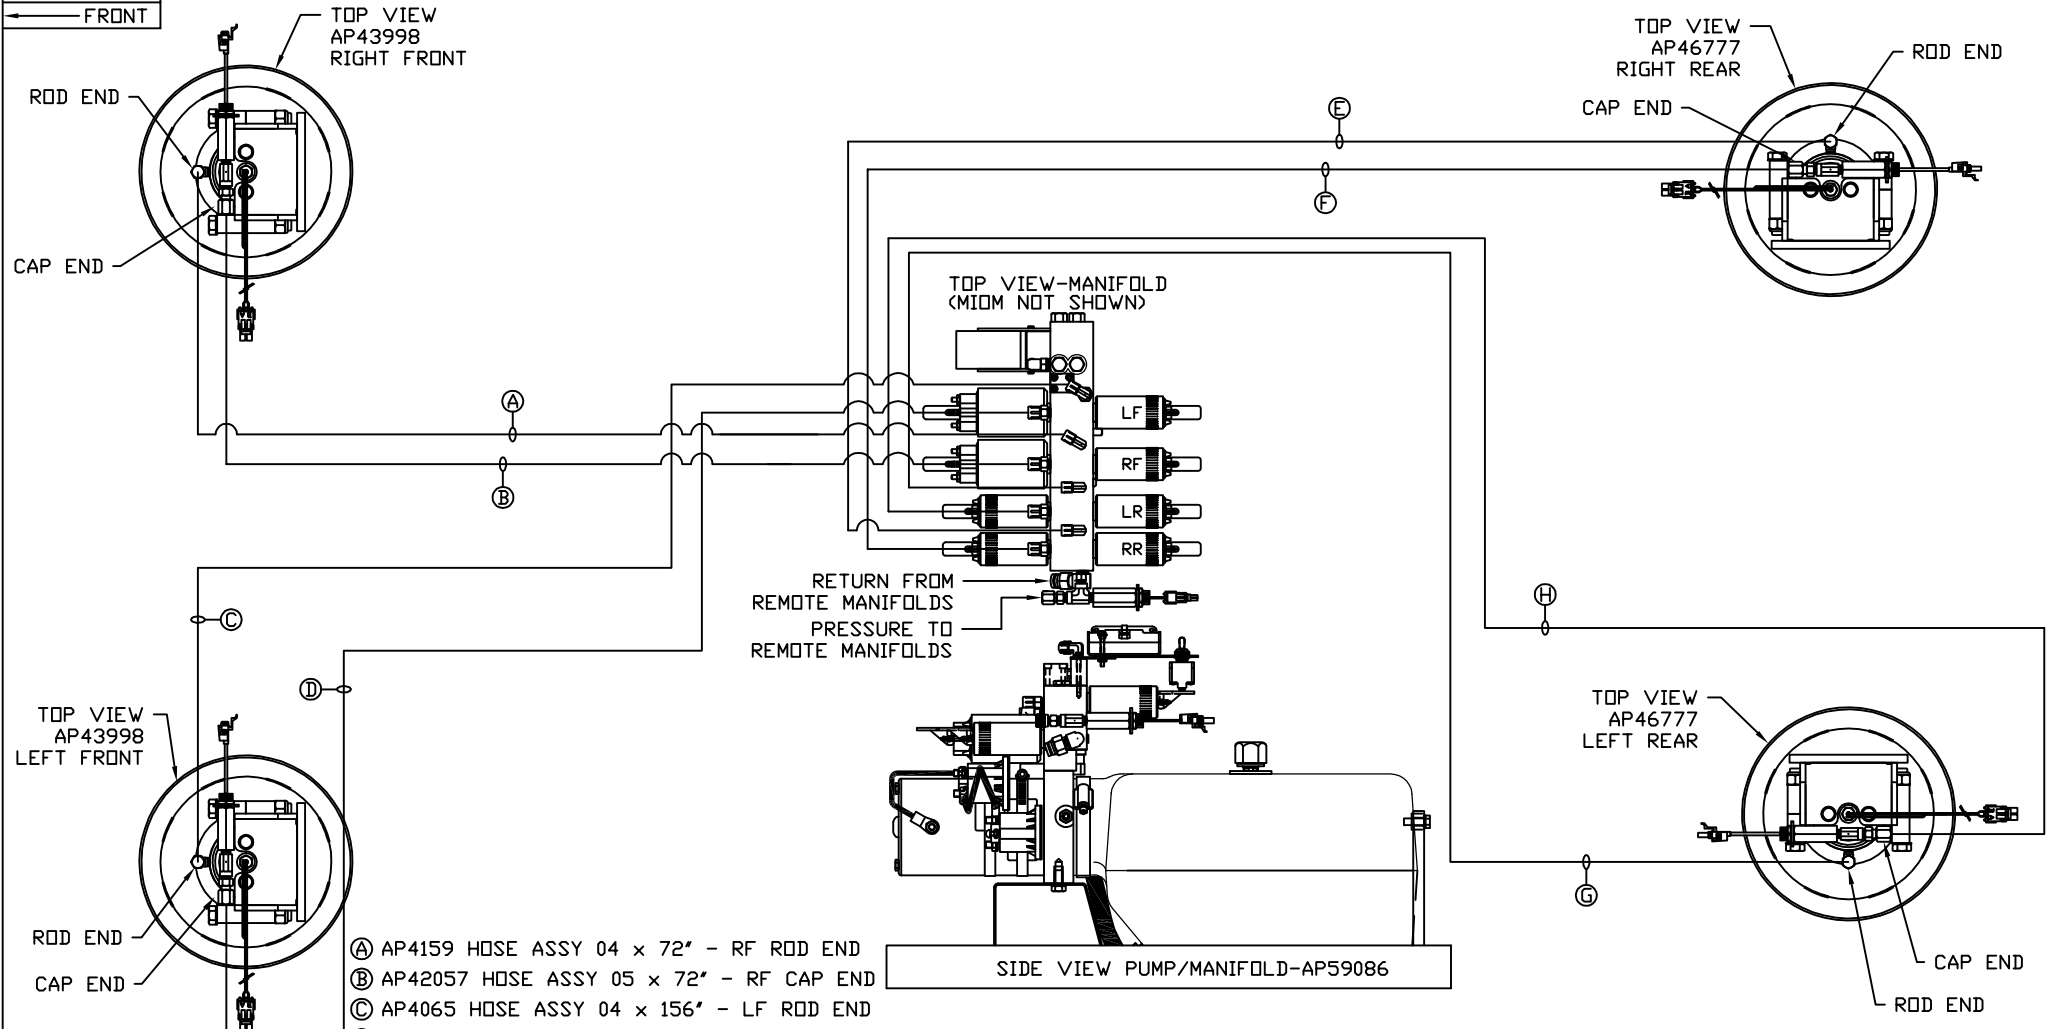 FRONT
TOP VIEW
AP43998
RIGHT FRONT
ROD END
CAP END
TOP VIEW
AP46777
RIGHT REAR
ROD END
CAP END
E
F
TOP VIEW-MANIFOLD
(MIOM NOT SHOWN)
A
B
LF
RF
LR
RR
RETURN FROM
REMOTE MANIFOLDS
PRESSURE TO
REMOTE MANIFOLDS
C
D
H
TOP VIEW
AP43998
LEFT FRONT
ROD END
CAP END
TOP VIEW
AP46777
LEFT REAR
G
CAP END
ROD END
SIDE VIEW PUMP/MANIFOLD-AP59086
A AP4159 HOSE ASSY 04 x 72" - RF ROD END
B AP42057 HOSE ASSY 05 x 72" - RF CAP END
C AP4065 HOSE ASSY 04 x 156" - LF ROD END